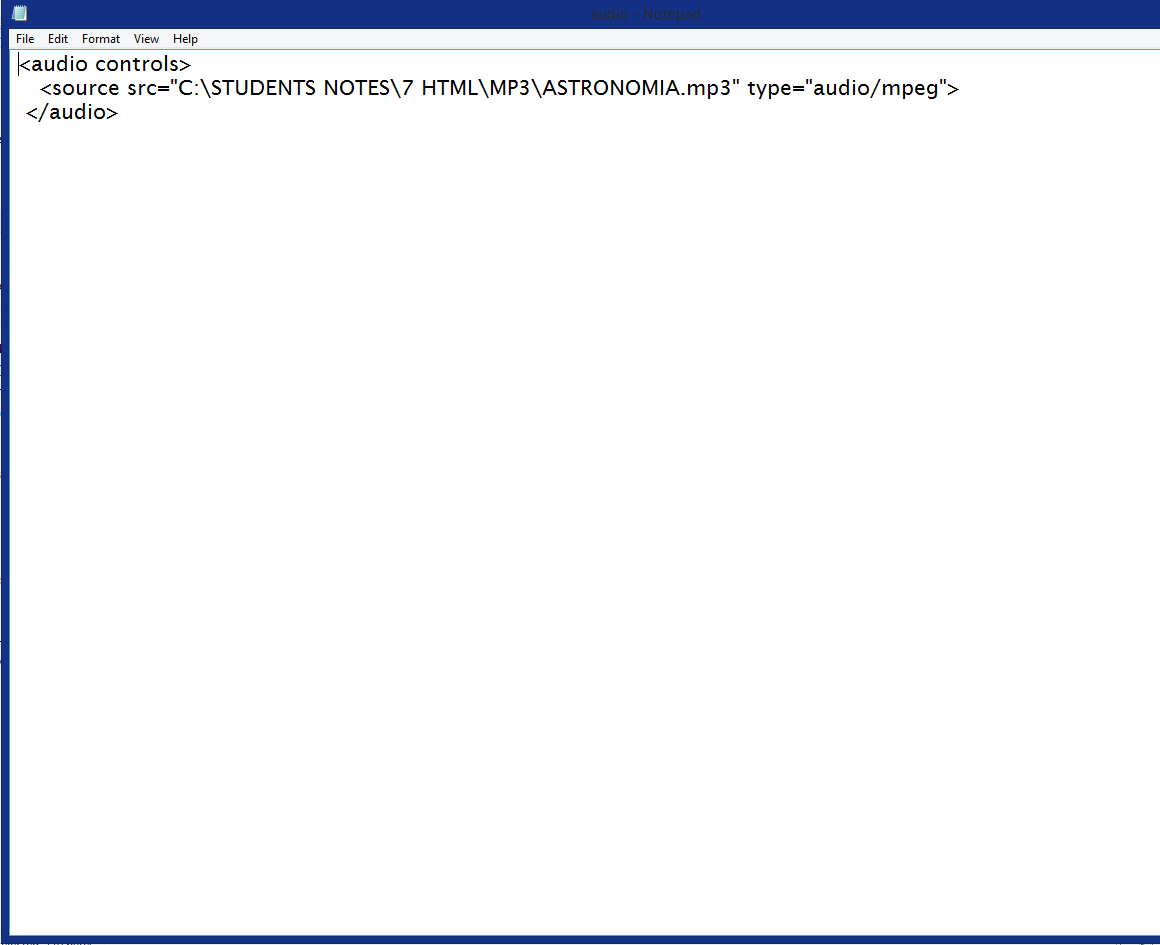 audio - Notepad
File Edit Format View Help
<audio controls>
<source src="C:\STUDENTS NOTES\7 HTML\MP3\ASTRONOMIA.mp3" type="audio/mpeg">
</audio>